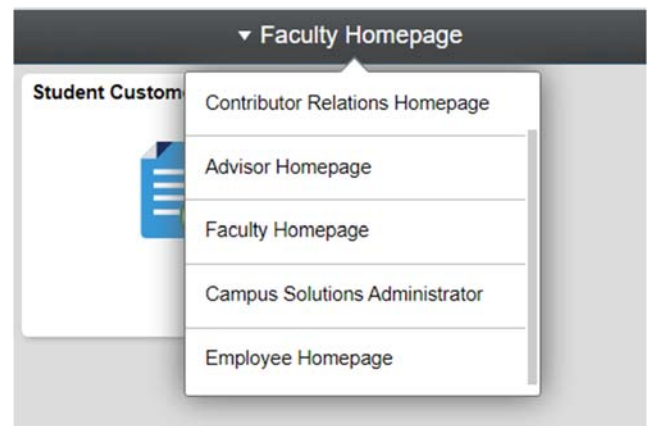 Faculty Homepage
Student Custom
Contributor Relations Homepage
Advisor Homepage
Faculty Homepage
Campus Solutions Administrator
Employee Homepage